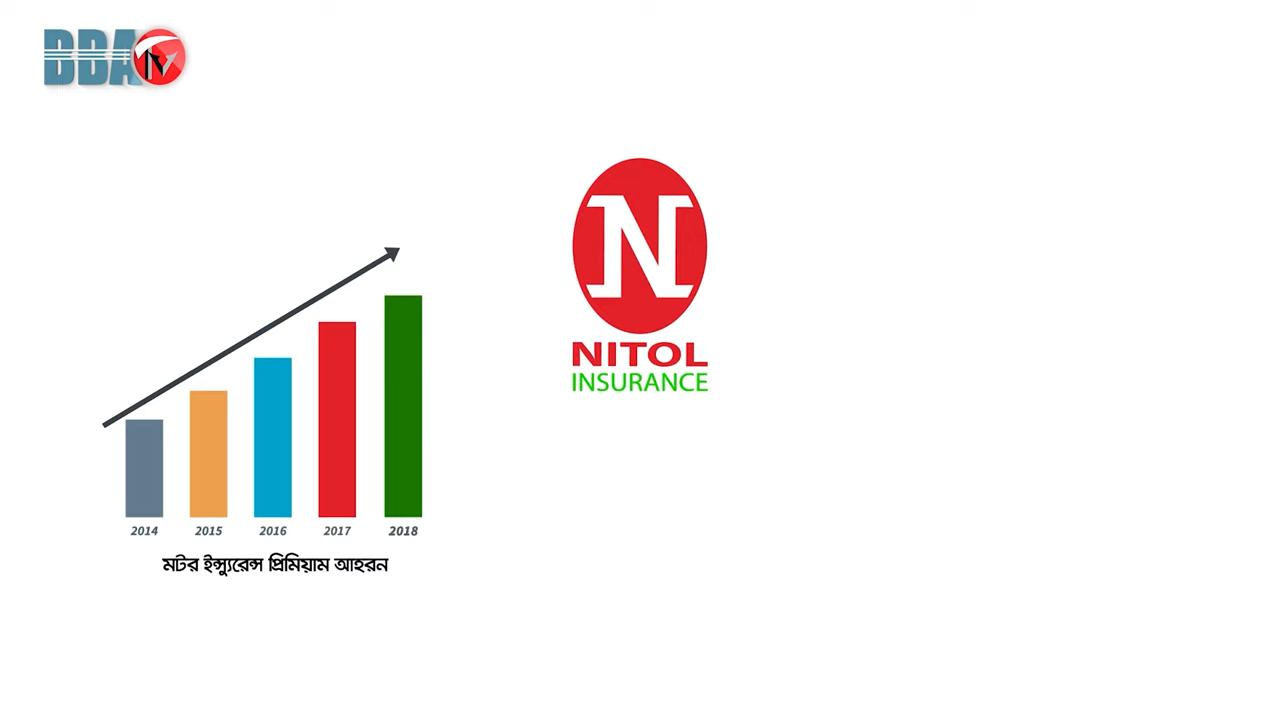 BBA TV
N
NITOL
INSURANCE
2014 2015 2016 2017 2018
মটর ইন্স্যুরেন্স প্রিমিয়াম আহরন